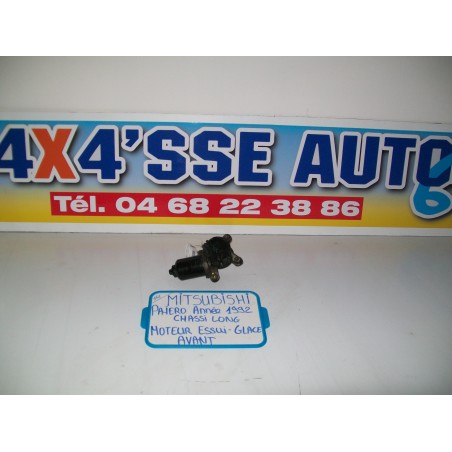 4X4'SSE AUTO
6
Tél. 04 68 22 38 86
MITSUBISHI
PAJERO Année 1992
CHASSI LONG
MOTEUR ESSUI-GLACE
AVANT